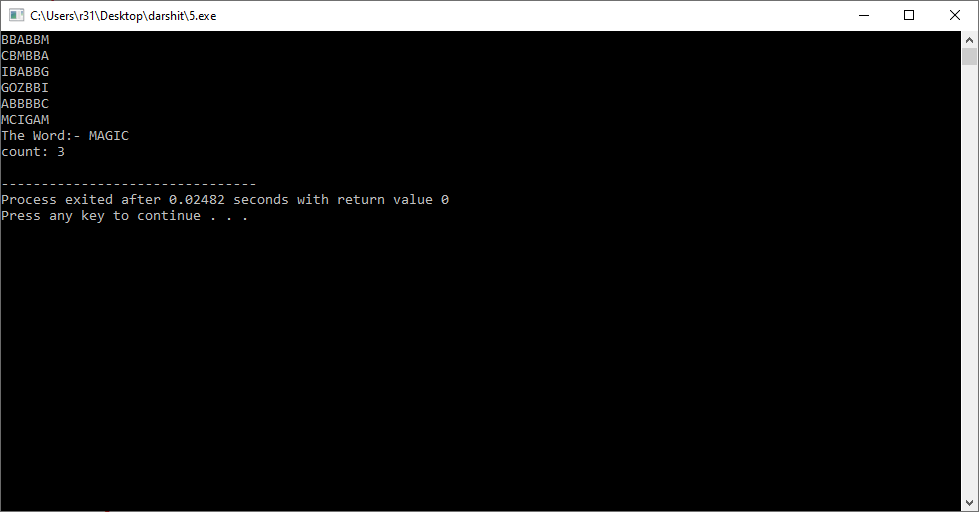 C:\Users\r31\Desktop\darshit\5.exe
BBABBM
CBMBBA
IBABBG
GOZBBI
ABBBBC
MCIGAM
The Word:- MAGIC
count: 3
--------------------------------
Process exited after 0.02482 seconds with return value 0
Press any key to continue . . .